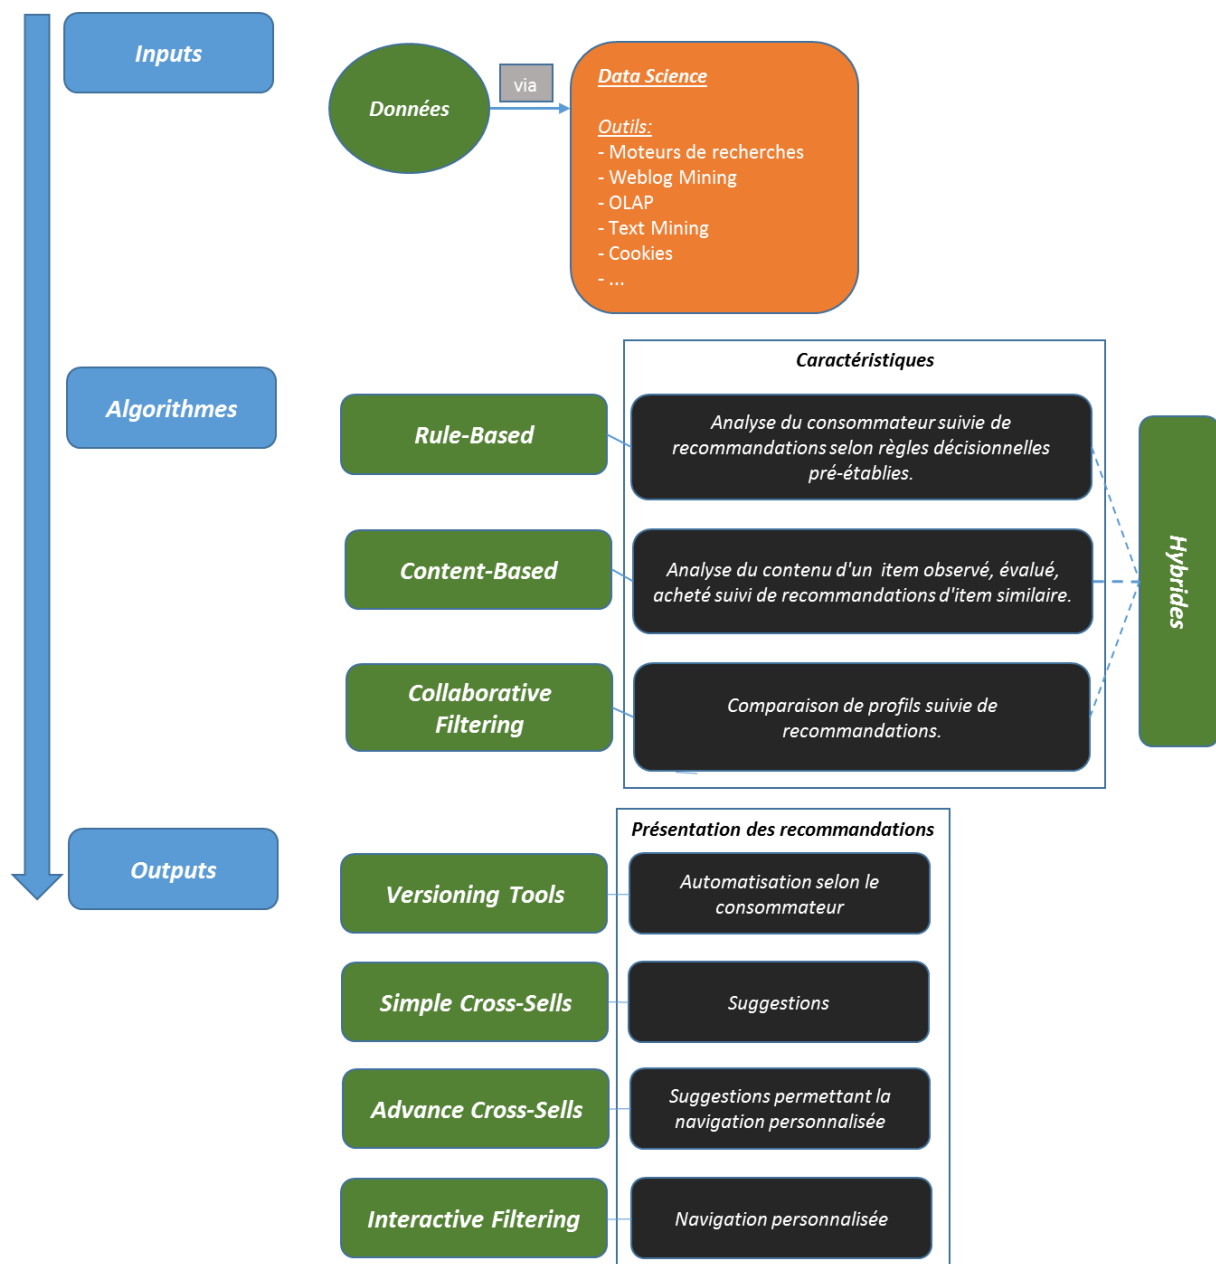 Inputs
Données
via
Data Science
Outils:
- Moteurs de recherches
- Weblog Mining
- OLAP
- Text Mining
- Cookies
- ...
Algorithmes
Caractéristiques
Rule-Based
Analyse du consommateur suivie de
recommandations selon règles décisionnelles
pré-établies.
Content-Based
Analyse du contenu d'un item observé, évalué,
acheté suivi de recommandations d'item similaire.
Collaborative
Filtering
Comparaison de profils suivie de
recommandations.
Hybrides
Outputs
Présentation des recommandations
Versioning Tools
Automatisation selon le
consommateur
Simple Cross-Sells
Suggestions
Advance Cross-Sells
Suggestions permettant la
navigation personnalisée
Interactive Filtering
Navigation personnalisée